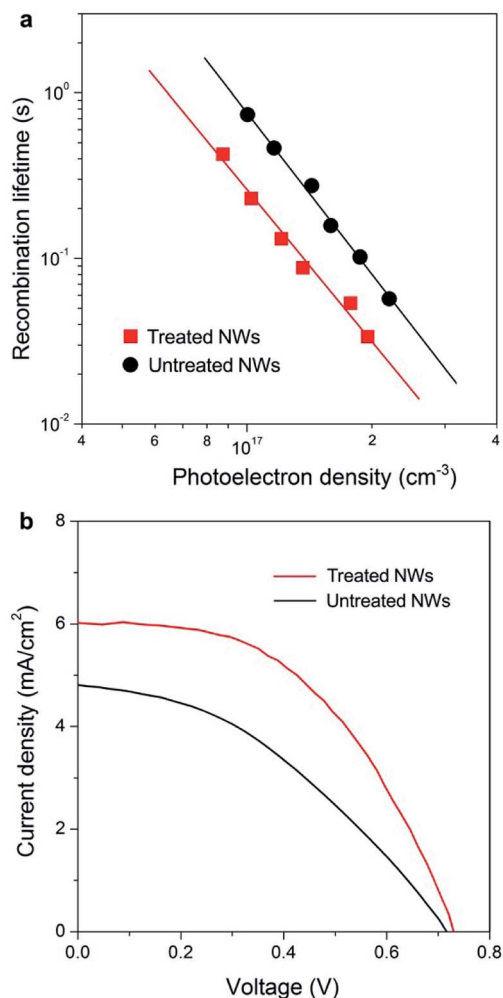 a
Recombination lifetime (s)
10⁰
10⁻¹
10⁻²
Treated NWs
Untreated NWs
4 6 8 10¹⁷ 2 4
Photoelectron density (cm⁻³)
b
Current density (mA/cm²)
8
6
4
2
0
Treated NWs
Untreated NWs
0.0 0.2 0.4 0.6 0.8
Voltage (V)